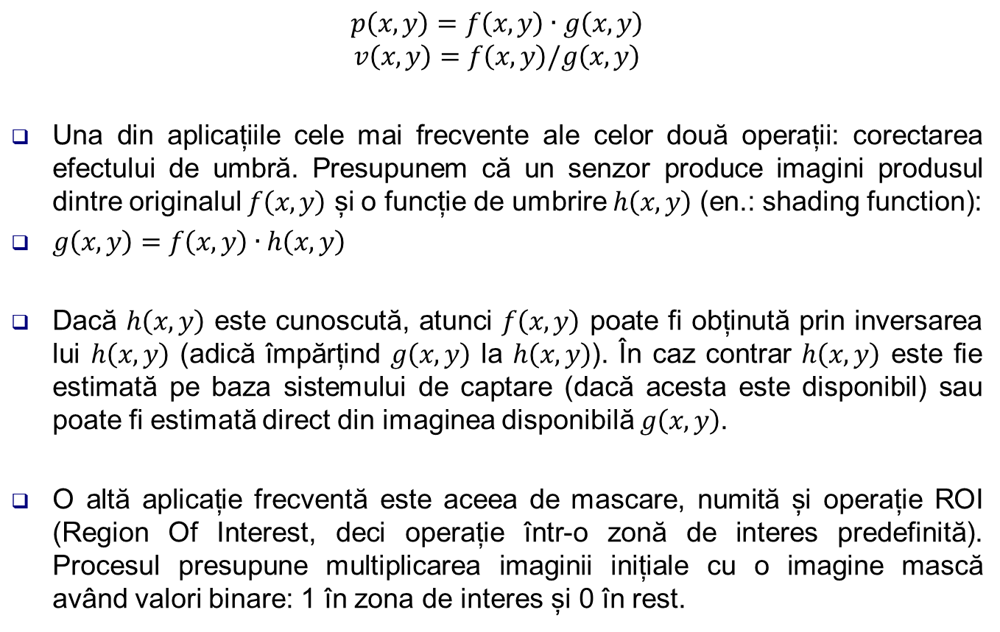 p(x, y) = f(x, y) · g(x, y)
v(x, y) = f(x, y)/g(x, y)
❑ Una din aplicațiile cele mai frecvente ale celor două operații: corectarea
efectului de umbră. Presupunem că un senzor produce imagini produsul
dintre originalul f(x, y) și o funcție de umbrire h(x, y) (en.: shading function):
❑ g(x, y) = f(x, y) · h(x, y)
❑ Dacă h(x, y) este cunoscută, atunci f(x, y) poate fi obținută prin inversarea
lui h(x, y) (adică împărțind g(x, y) la h(x, y)). În caz contrar h(x, y) este fie
estimată pe baza sistemului de captare (dacă acesta este disponibil) sau
poate fi estimată direct din imaginea disponibilă g(x, y).
❑ O altă aplicație frecventă este aceea de mascare, numită și operație ROI
(Region Of Interest, deci operație într-o zonă de interes predefinită).
Procesul presupune multiplicarea imaginii inițiale cu o imagine mască
având valori binare: 1 în zona de interes și 0 în rest.